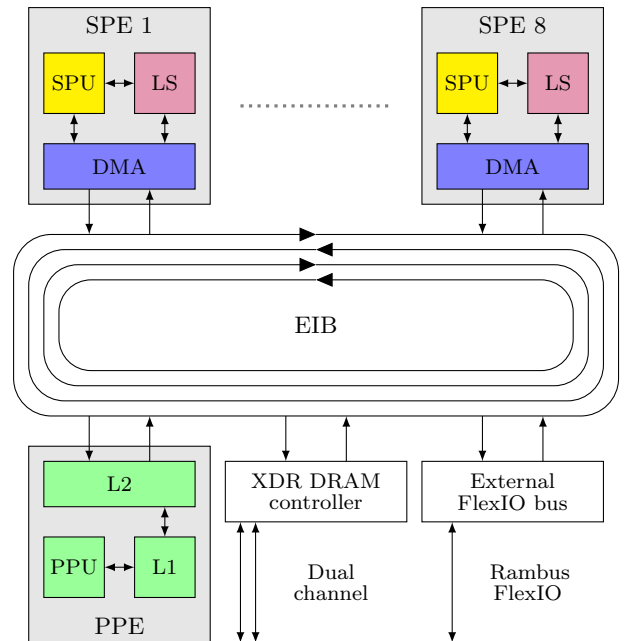 SPE 1
SPE 8
SPU
LS
SPU
LS
DMA
DMA
EIB
L2
XDR DRAM
controller
External
FlexIO bus
PPU
L1
Dual
channel
Rambus
FlexIO
PPE